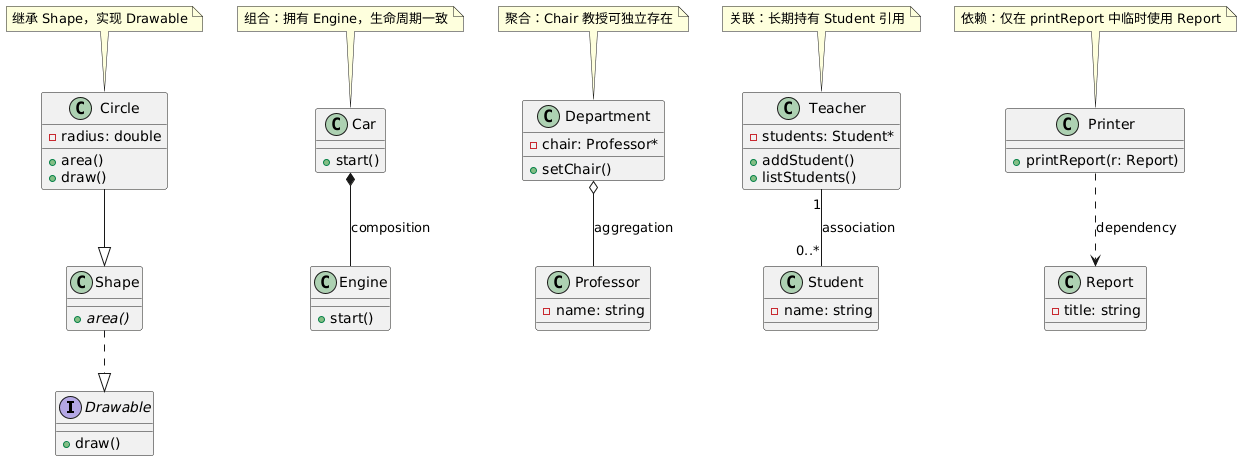 继承 Shape，实现 Drawable
组合：拥有 Engine，生命周期一致
聚合：Chair 教授可独立存在
关联：长期持有 Student 引用
依赖：仅在 printReport 中临时使用 Report
C Circle
radius: double
area()
draw()
C Car
start()
C Department
chair: Professor*
setChair()
C Teacher
students: Student*
addStudent()
listStudents()
C Printer
printReport(r: Report)
composition
aggregation
1
association
0..*
dependency
C Shape
area()
C Engine
start()
C Professor
name: string
C Student
name: string
C Report
title: string
I Drawable
draw()